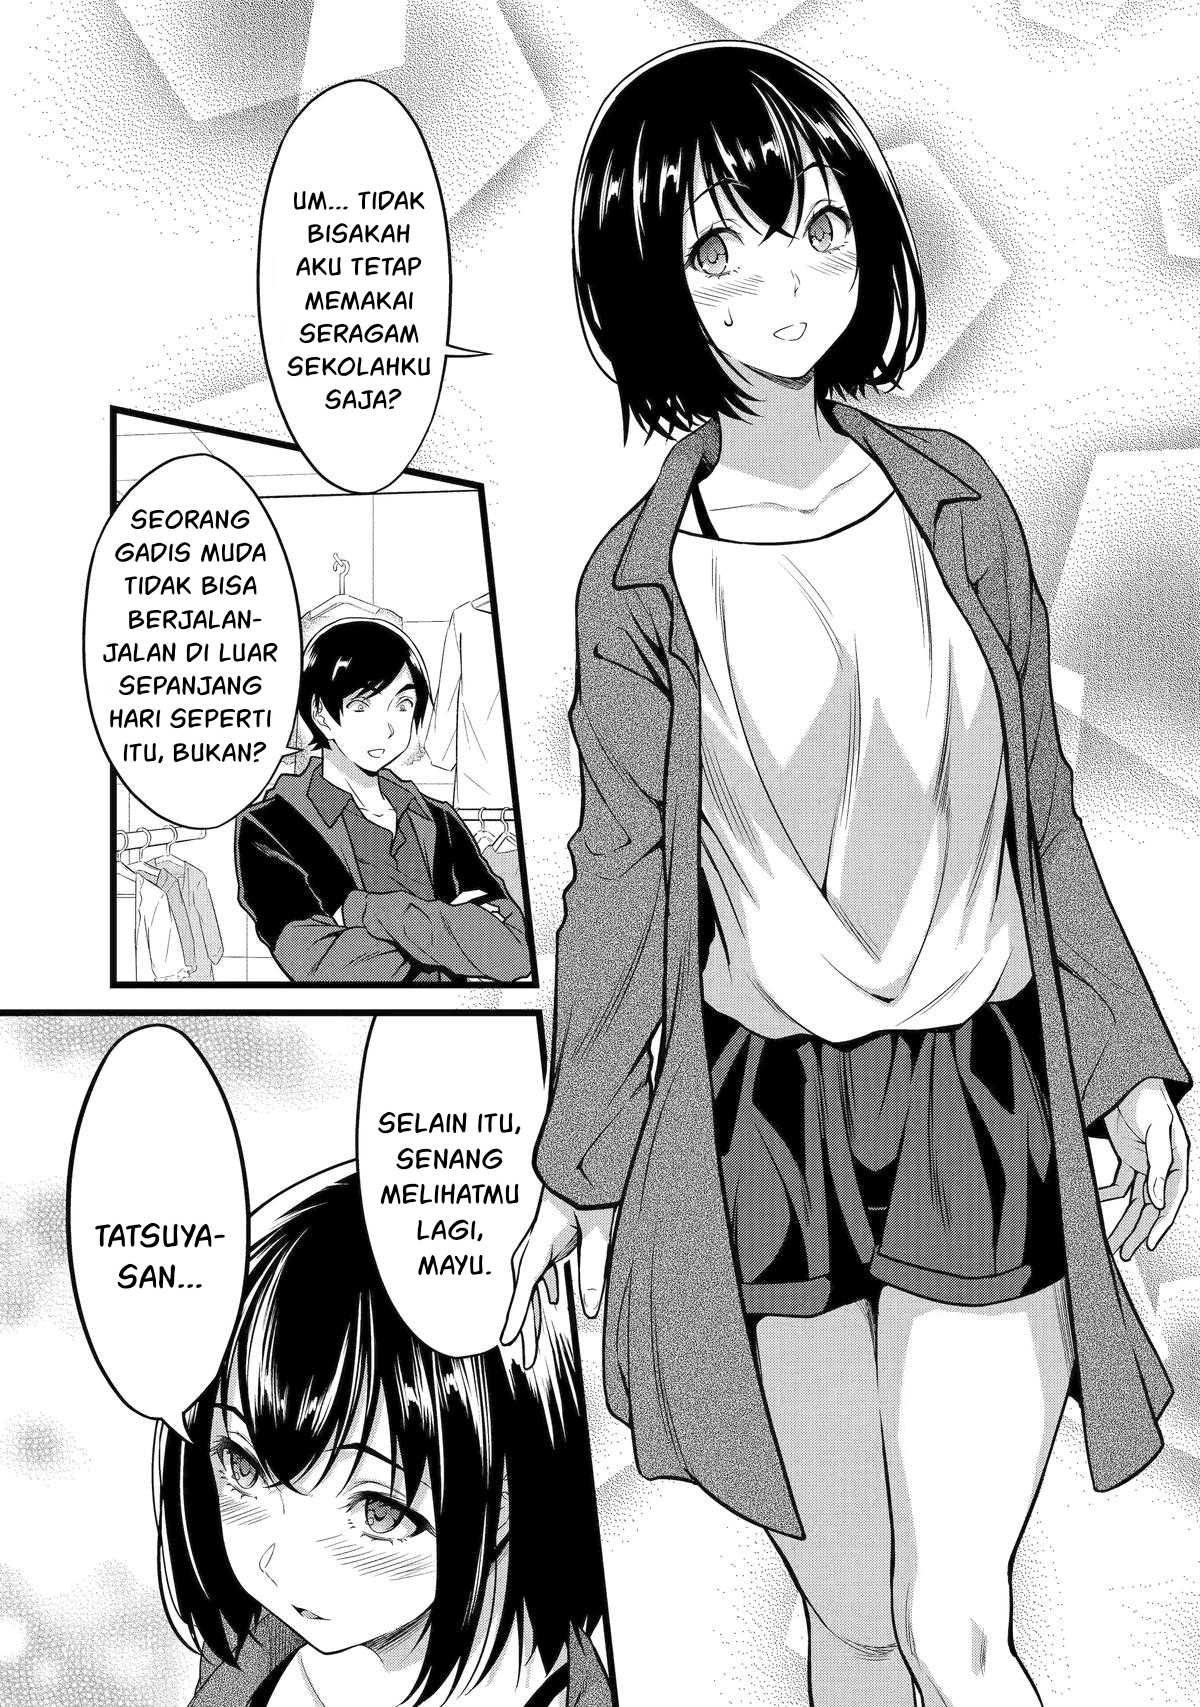 UM... TIDAK
BISAKAH
AKU TETAP
MEMAKAI
SERAGAM
SEKOLAHKU
SAJA?
SEORANG
GADIS MUDA
TIDAK BISA
BERJALAN-
JALAN DI LUAR
SEPANJANG
HARI SEPERTI
ITU, BUKAN?
SELAIN ITU,
SENANG
MELIHATMU
LAGI,
MAYU.
TATSUYA-
SAN...